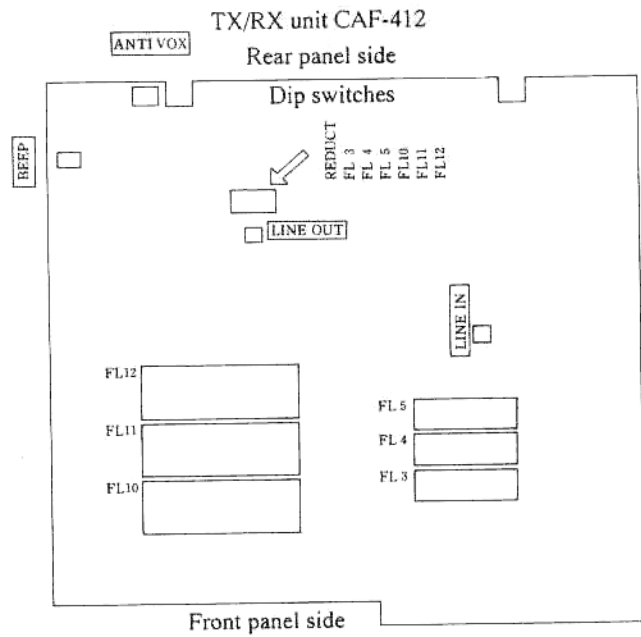 TX/RX unit CAF-412
ANTI VOX
Rear panel side
Dip switches
BEEP
REDUCT
FL 3
FL 4
FL 5
FL10
FL11
FL12
LINE OUT
LINE IN
FL12
FL 5
FL11
FL 4
FL 3
FL10
Front panel side